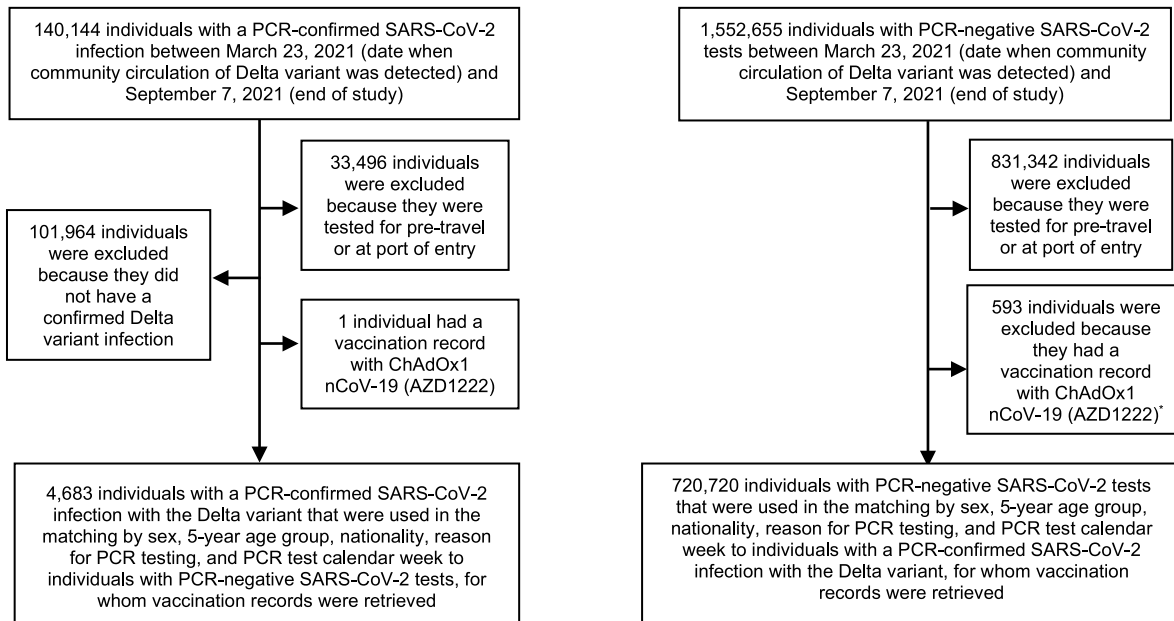 140,144 individuals with a PCR-confirmed SARS-CoV-2
infection between March 23, 2021 (date when
community circulation of Delta variant was detected) and
September 7, 2021 (end of study)
33,496 individuals
were excluded
because they were
tested for pre-travel
or at port of entry
101,964 individuals
were excluded
because they did
not have a
confirmed Delta
variant infection
1 individual had a
vaccination record
with ChAdOx1
nCoV-19 (AZD1222)
4,683 individuals with a PCR-confirmed SARS-CoV-2
infection with the Delta variant that were used in the
matching by sex, 5-year age group, nationality, reason
for PCR testing, and PCR test calendar week to
individuals with PCR-negative SARS-CoV-2 tests, for
whom vaccination records were retrieved
1,552,655 individuals with PCR-negative SARS-CoV-2
tests between March 23, 2021 (date when community
circulation of Delta variant was detected) and
September 7, 2021 (end of study)
831,342 individuals
were excluded
because they were
tested for pre-travel
or at port of entry
593 individuals were
excluded because
they had a
vaccination record
with ChAdOx1
nCoV-19 (AZD1222)*
720,720 individuals with PCR-negative SARS-CoV-2 tests
that were used in the matching by sex, 5-year age group,
nationality, reason for PCR testing, and PCR test calendar
week to individuals with a PCR-confirmed SARS-CoV-2
infection with the Delta variant, for whom vaccination
records were retrieved